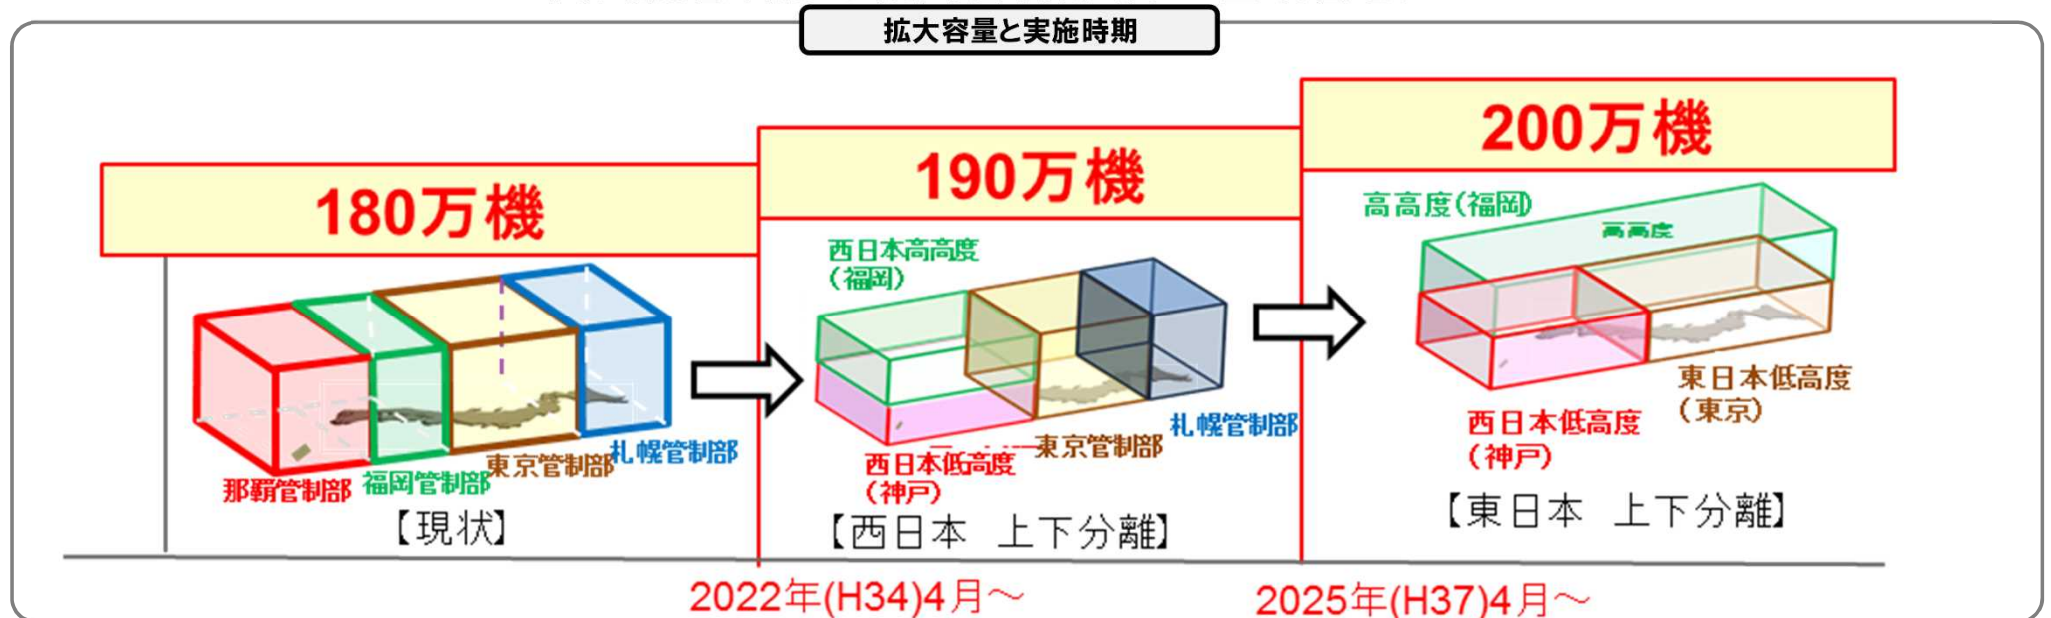 拡大容量と実施時期
180万機
190万機
200万機
那覇管制部
福岡管制部
東京管制部
札幌管制部
【現状】
西日本高高度
（福岡）
西日本低高度
（神戸）
東京管制部
札幌管制部
【西日本 上下分離】
高高度(福岡)
高高度
東日本低高度
（東京）
西日本低高度
（神戸）
【東日本 上下分離】
2022年(H34)4月～
2025年(H37)4月～